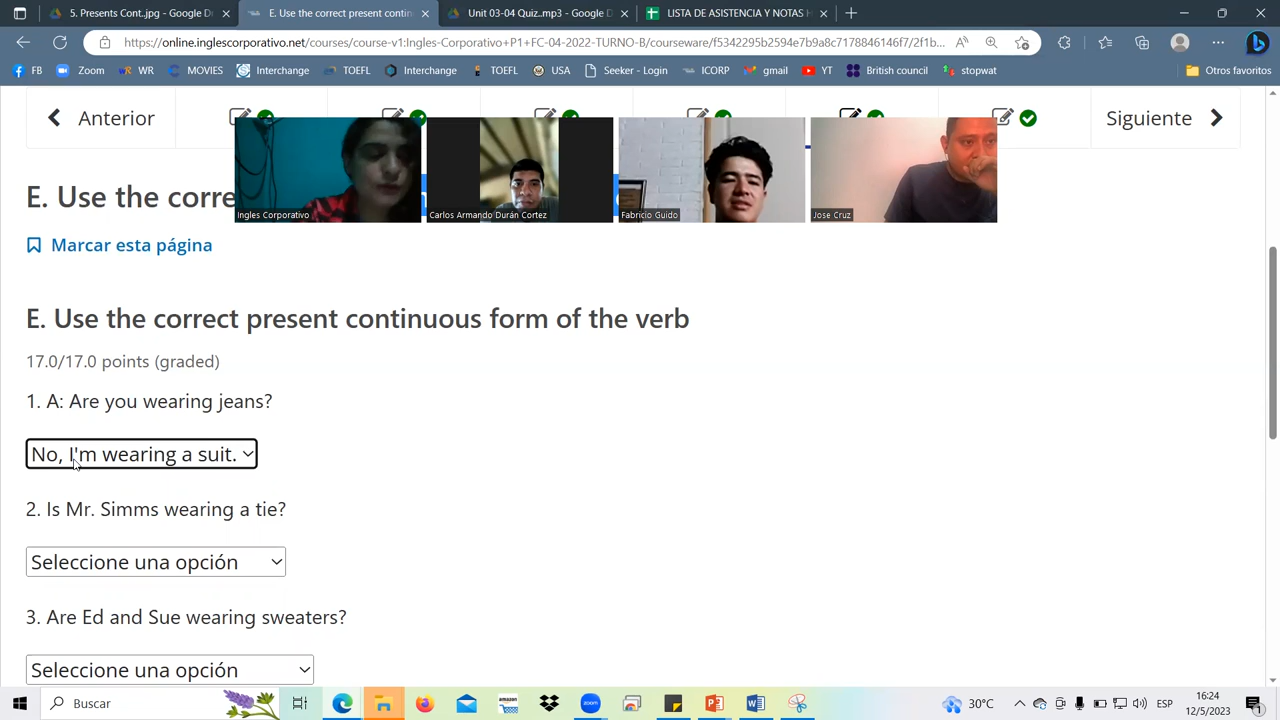 5. Presents Cont.jpg - Google D
E. Use the correct present contin
Unit 03-04 Quiz..mp3 - Google D
LISTA DE ASISTENCIA Y NOTAS H
https://online.inglescorporativo.net/courses/course-v1:Ingles-Corporativo+P1+FC-04-2022-TURNO-B/courseware/f5342295b2594e7b9a8c7178846146f7/2f1b...
FB
Zoom
WR
MOVIES
Interchange
TOEFL
Interchange
TOEFL
USA
Seeker - Login
ICORP
gmail
YT
British council
stopwat
Otros favoritos
Anterior
Siguiente
Ingles Corporativo
Carlos Armando Durán Cortez
Fabricio Guido
Jose Cruz
E. Use the corre
Marcar esta página
E. Use the correct present continuous form of the verb
17.0/17.0 points (graded)
1. A: Are you wearing jeans?
No, I'm wearing a suit.
2. Is Mr. Simms wearing a tie?
Seleccione una opción
3. Are Ed and Sue wearing sweaters?
Seleccione una opción
Buscar
amazon
zoom
30°C
ESP
16:24
12/5/2023
1